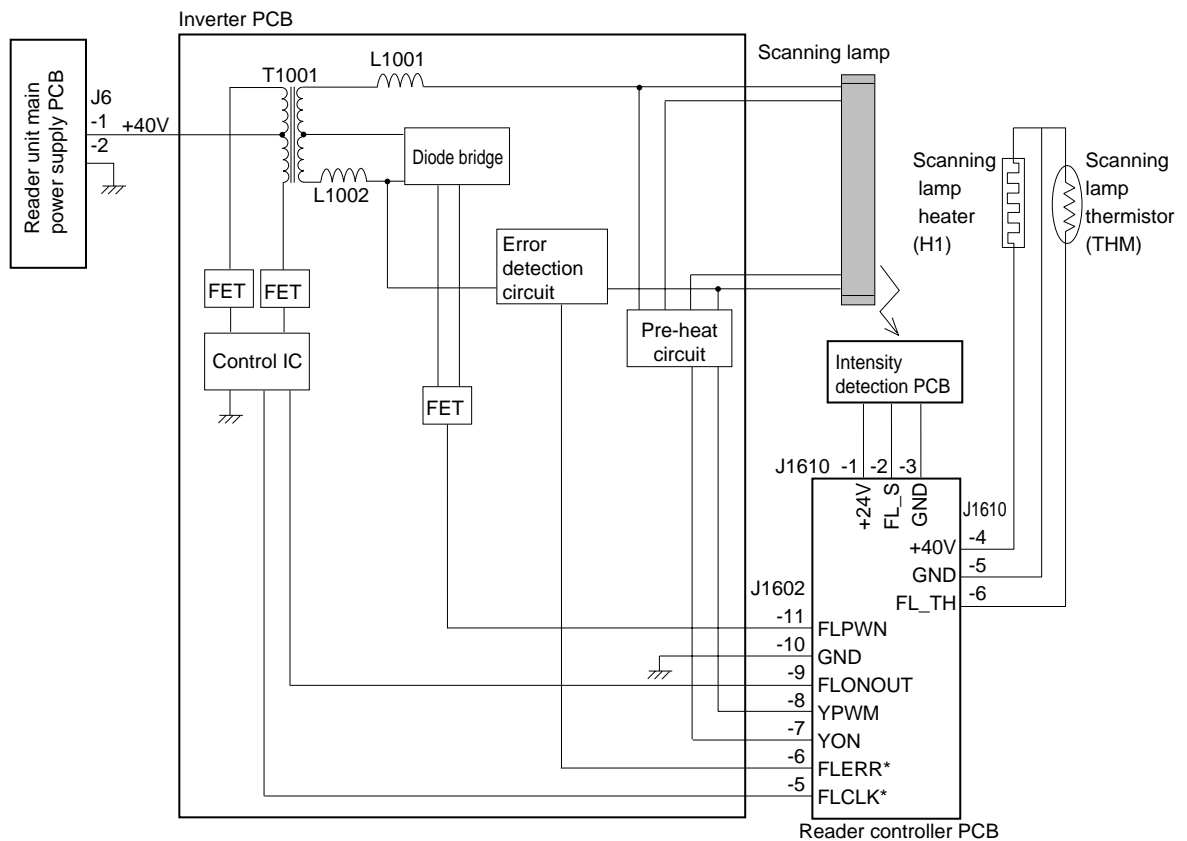 Inverter PCB
Reader unit main
power supply PCB
J6
-1
+40V
-2
T1001
L1001
L1002
Diode bridge
Scanning lamp
FET
FET
Control IC
Error
detection
circuit
FET
Pre-heat
circuit
Scanning
lamp
heater
(H1)
Scanning
lamp
thermistor
(THM)
Intensity
detection PCB
J1610 -1 -2 -3
+24V
FL_S
GND
J1610
+40V -4
GND -5
FL_TH -6
J1602
-11 FLPWN
-10 GND
-9 FLONOUT
-8 YPWM
-7 YON
-6 FLERR*
-5 FLCLK*
Reader controller PCB